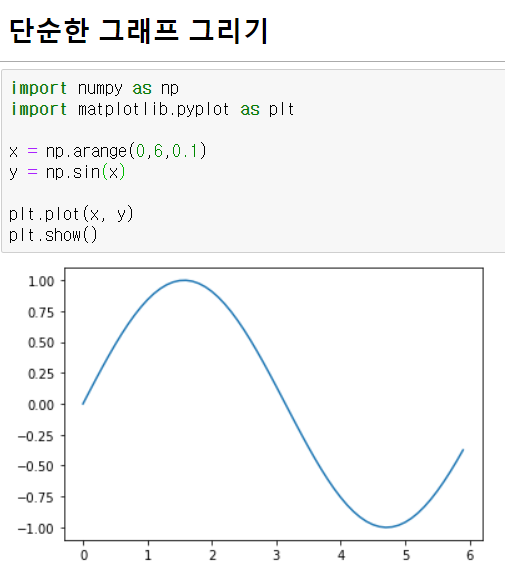 단순한 그래프 그리기
import numpy as np
import matplotlib.pyplot as plt
x = np.arange(0,6,0.1)
y = np.sin(x)
plt.plot(x, y)
plt.show()
1.00
0.75
0.50
0.25
0.00
-0.25
-0.50
-0.75
-1.00
0 1 2 3 4 5 6